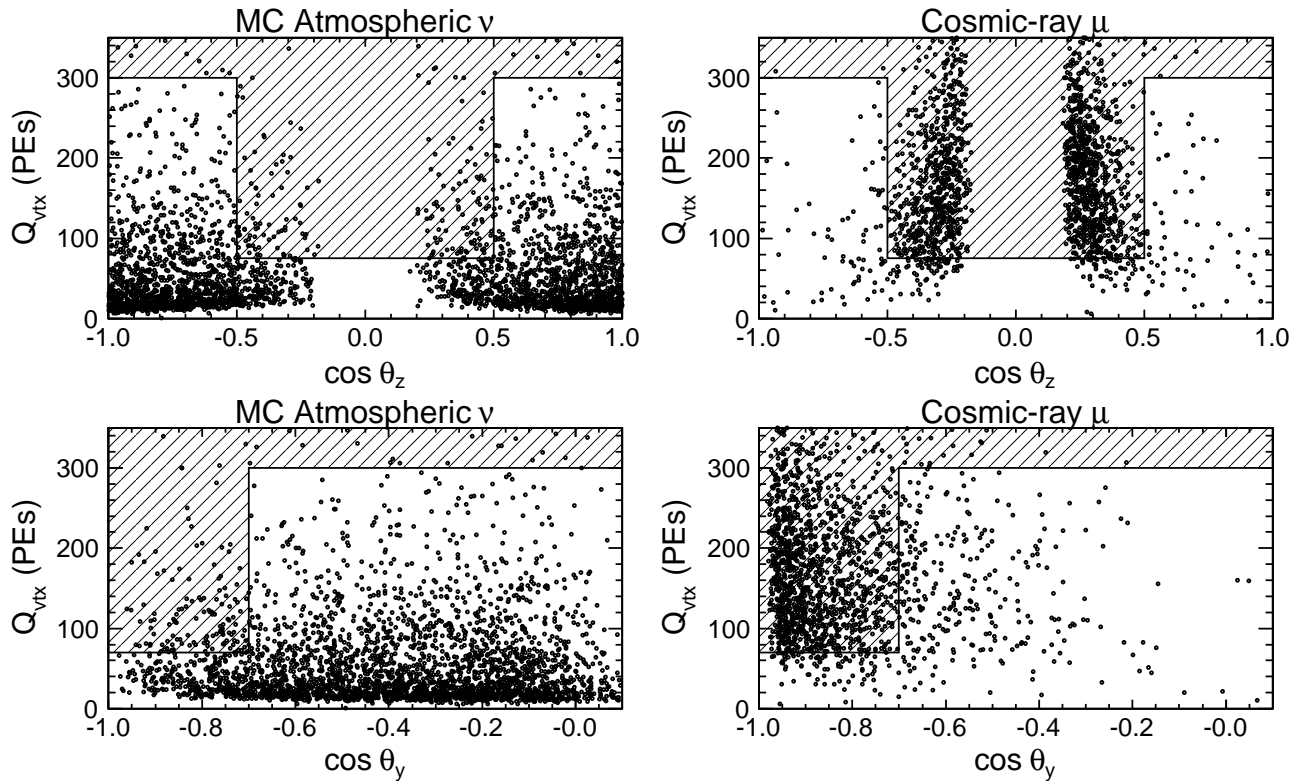 MC Atmospheric ν
Q_vtx (PEs)
300
200
100
0
-1.0 -0.5 0.0 0.5 1.0
cos θ_z
Cosmic-ray μ
Q_vtx (PEs)
300
200
100
0
-1.0 -0.5 0.0 0.5 1.0
cos θ_z
MC Atmospheric ν
Q_vtx (PEs)
300
200
100
0
-1.0 -0.8 -0.6 -0.4 -0.2 -0.0
cos θ_y
Cosmic-ray μ
Q_vtx (PEs)
300
200
100
0
-1.0 -0.8 -0.6 -0.4 -0.2 -0.0
cos θ_y